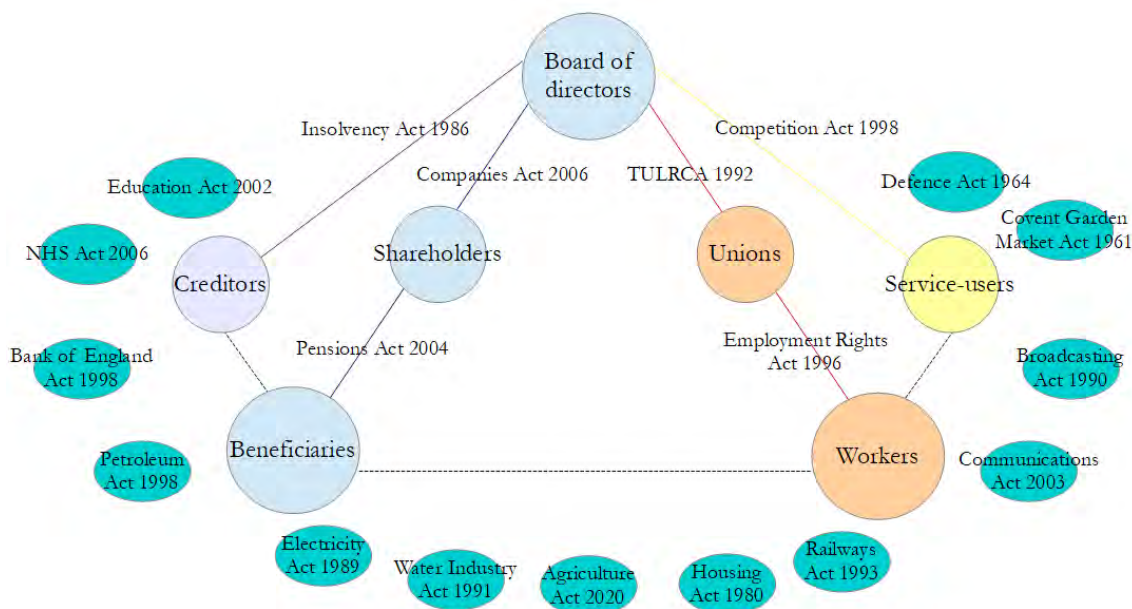 Board of
directors
Insolvency Act 1986
Competition Act 1998
Companies Act 2006
TULRCA 1992
Education Act 2002
Defence Act 1964
Covent Garden
Market Act 1961
NHS Act 2006
Shareholders
Unions
Creditors
Service-users
Pensions Act 2004
Employment Rights
Act 1996
Bank of England
Act 1998
Broadcasting
Act 1990
Beneficiaries
Workers
Petroleum
Act 1998
Communications
Act 2003
Electricity
Act 1989
Water Industry
1991
Agriculture
Act 2020
Housing
Act 1980
Railways
Act 1993